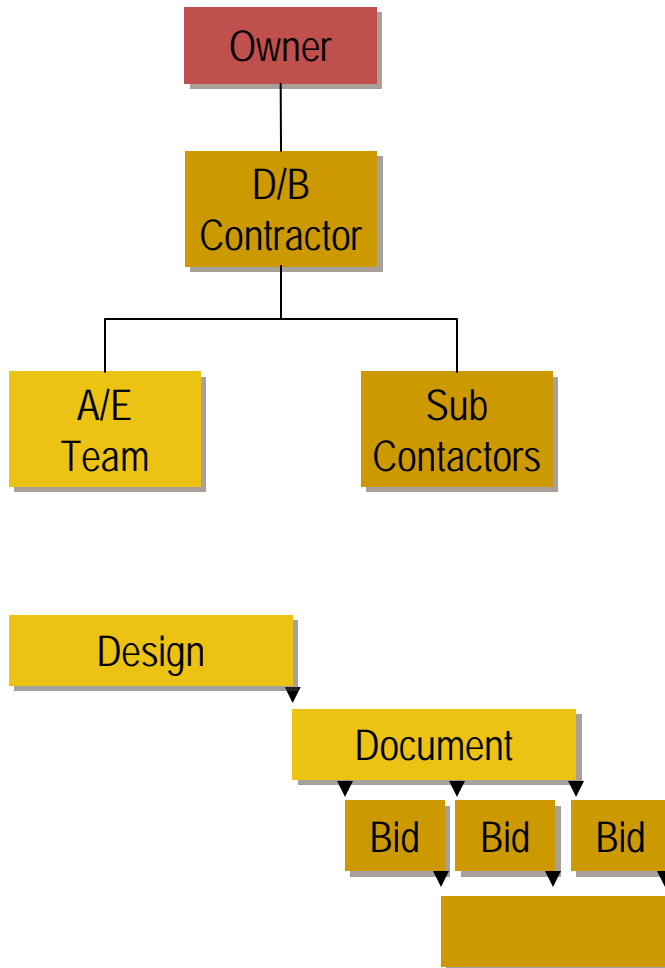 Owner
D/B
Contractor
A/E
Team
Sub
Contactors
Design
Document
Bid
Bid
Bid